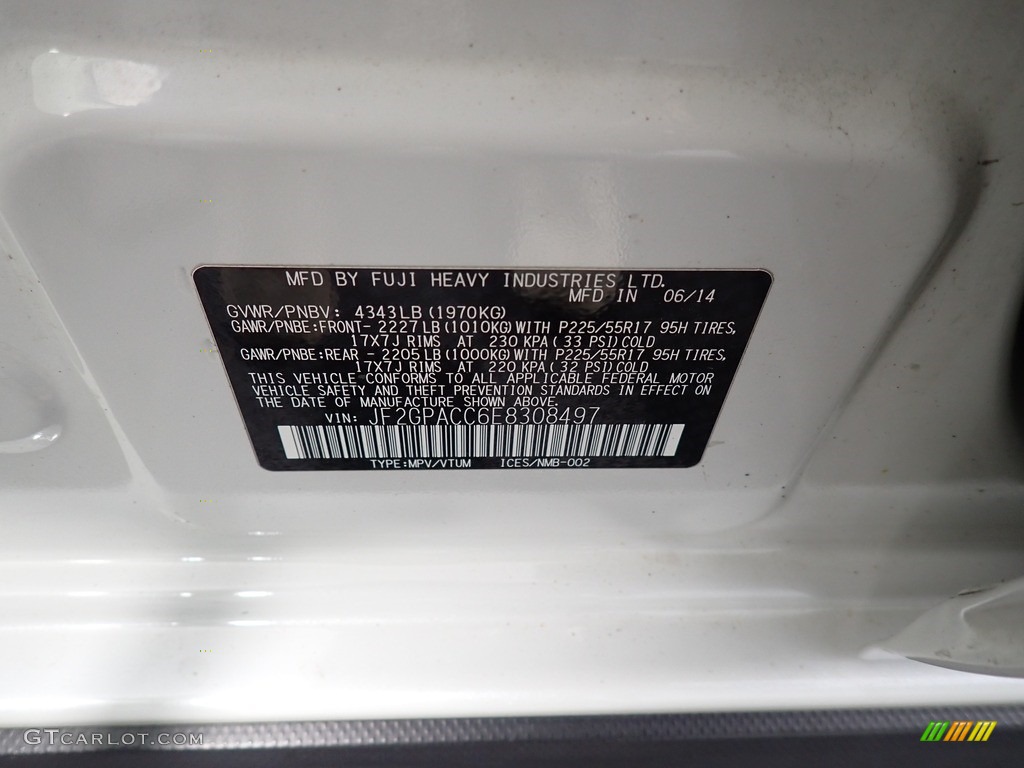 MFD BY FUJI HEAVY INDUSTRIES LTD.
MFD IN 06/14
GVWR/PNBV: 4343LB (1970KG)
GAWR/PNBE:FRONT- 2227LB(1010KG)WITH P225/55R17 95H TIRES,
17X7J RIMS AT 230 KPA( 33 PSI)COLD
GAWR/PNBE:REAR - 2205LB(1000KG)WITH P225/55R17 95H TIRES,
17X7J RIMS AT 220 KPA( 32 PSI)COLD
THIS VEHICLE CONFORMS TO ALL APPLICABLE FEDERAL MOTOR
VEHICLE SAFETY AND THEFT PREVENTION STANDARDS IN EFFECT ON
THE DATE OF MANUFACTURE SHOWN ABOVE.
VIN: JF2GPACC6E8308497
TYPE:MPV/VTUM ICES/NMB-002
GTCARLOT.COM